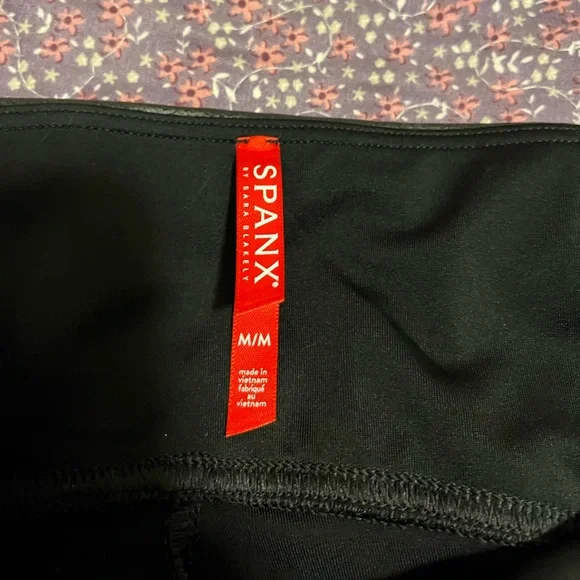 SPANX®
BY SARA BLAKELY
M/M
made in
vietnam
fabriqué
au
vietnam